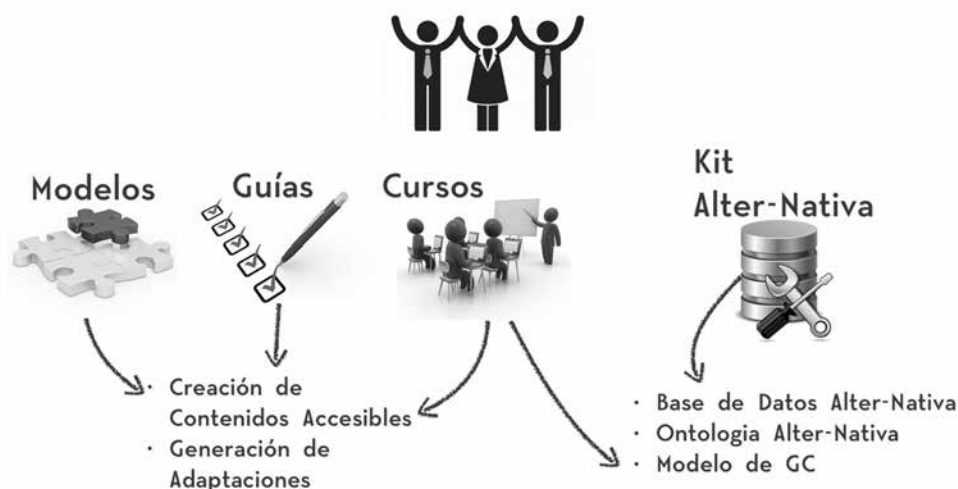 Modelos
Guías
Cursos
Kit
Alter-Nativa
· Creación de
Contenidos Accesibles
· Generación de
Adaptaciones
· Base de Datos Alter-Nativa
· Ontologia Alter-Nativa
· Modelo de GC